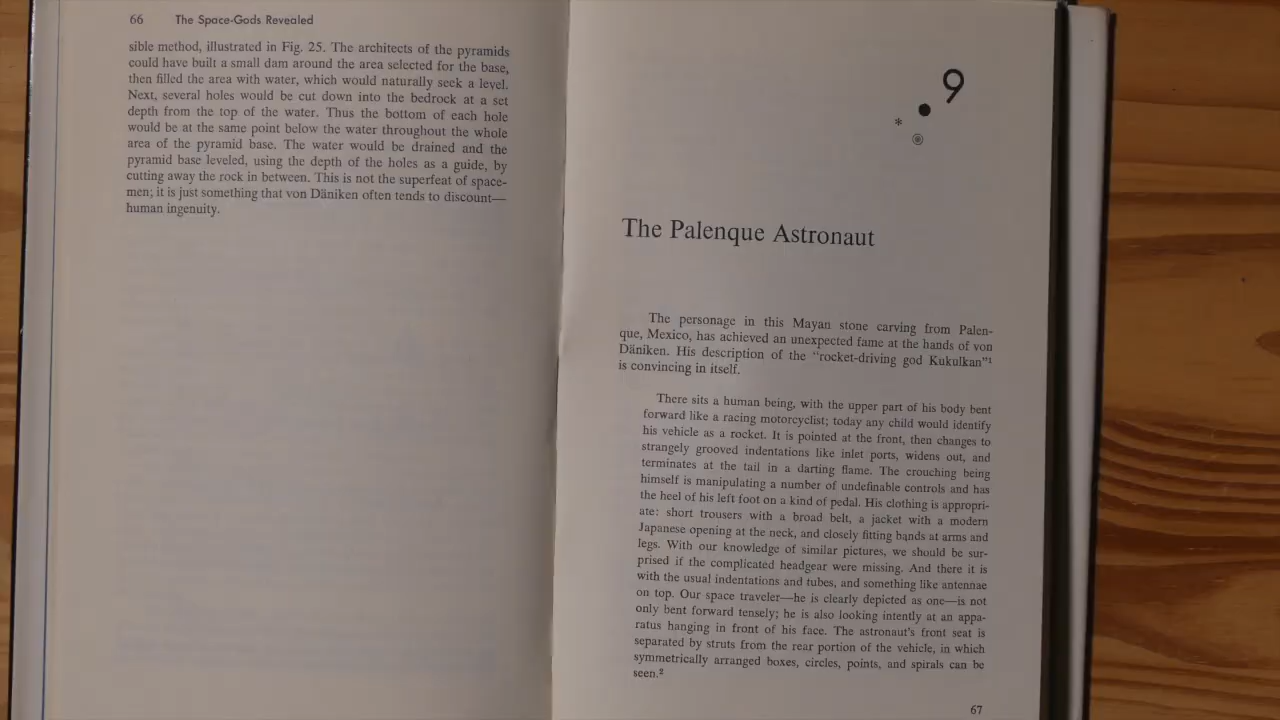 66 The Space-Gods Revealed
sible method, illustrated in Fig. 25. The architects of the pyramids
could have built a small dam around the area selected for the base,
then filled the area with water, which would naturally seek a level.
Next, several holes would be cut down into the bedrock at a set
depth from the top of the water. Thus the bottom of each hole
would be at the same point below the water throughout the whole
area of the pyramid base. The water would be drained and the
pyramid base leveled, using the depth of the holes as a guide, by
cutting away the rock in between. This is not the superfeat of space-
men; it is just something that von Däniken often tends to discount—
human ingenuity.
9
The Palenque Astronaut
The personage in this Mayan stone carving from Palen-
que, Mexico, has achieved an unexpected fame at the hands of von
Däniken. His description of the “rocket-driving god Kukulkan”¹
is convincing in itself.
There sits a human being, with the upper part of his body bent
forward like a racing motorcyclist; today any child would identify
his vehicle as a rocket. It is pointed at the front, then changes to
strangely grooved indentations like inlet ports, widens out, and
terminates at the tail in a darting flame. The crouching being
himself is manipulating a number of undefinable controls and has
the heel of his left foot on a kind of pedal. His clothing is appropri-
ate: short trousers with a broad belt, a jacket with a modern
Japanese opening at the neck, and closely fitting bands at arms and
legs. With our knowledge of similar pictures, we should be sur-
prised if the complicated headgear were missing. And there it is
with the usual indentations and tubes, and something like antennae
on top. Our space traveler—he is clearly depicted as one—is not
only bent forward tensely; he is also looking intently at an appa-
ratus hanging in front of his face. The astronaut's front seat is
separated by struts from the rear portion of the vehicle, in which
symmetrically arranged boxes, circles, points, and spirals can be
seen.²
67